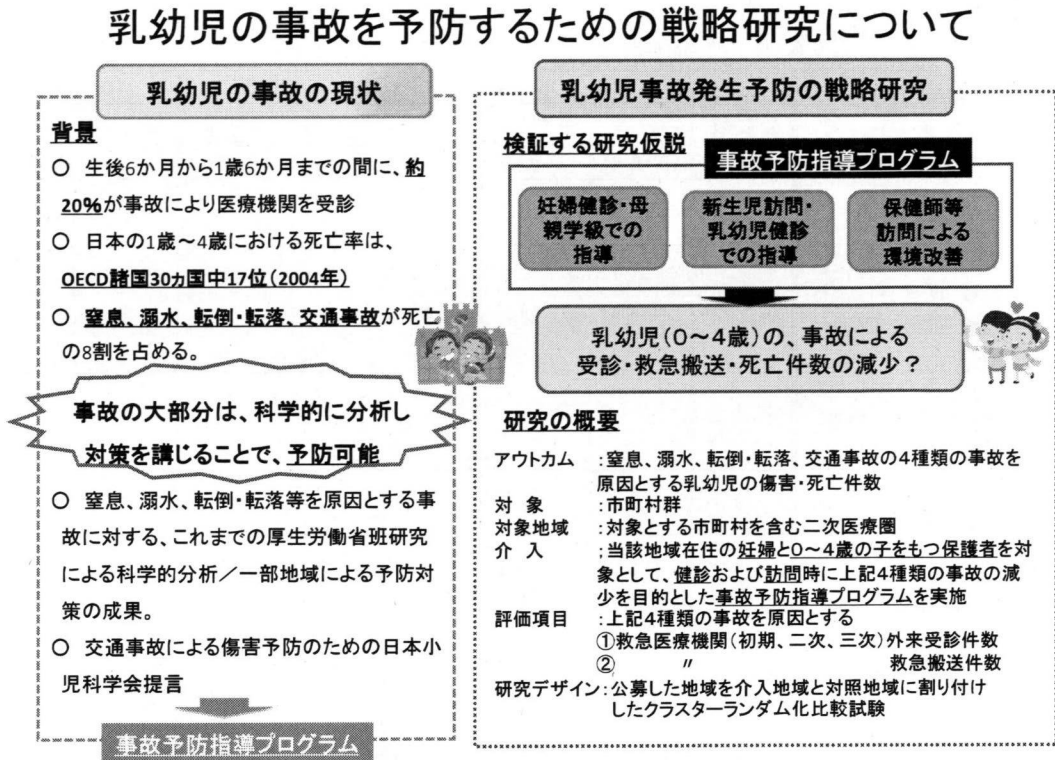 乳幼児の事故を予防するための戦略研究について
乳幼児の事故の現状
背景
○ 生後6か月から1歳6か月までの間に、約
20%が事故により医療機関を受診
○ 日本の1歳～4歳における死亡率は、
OECD諸国30ヵ国中17位(2004年)
○ 窒息、溺水、転倒・転落、交通事故が死亡
の8割を占める。
事故の大部分は、科学的に分析し
対策を講じることで、予防可能
○ 窒息、溺水、転倒・転落等を原因とする事
故に対する、これまでの厚生労働省班研究
による科学的分析／一部地域による予防対
策の成果。
○ 交通事故による傷害予防のための日本小
児科学会提言
事故予防指導プログラム
乳幼児事故発生予防の戦略研究
検証する研究仮説
事故予防指導プログラム
妊婦健診・母
親学級での
指導
新生児訪問・
乳幼児健診
での指導
保健師等
訪問による
環境改善
乳幼児(0～4歳)の、事故による
受診・救急搬送・死亡件数の減少？
研究の概要
アウトカム :窒息、溺水、転倒・転落、交通事故の4種類の事故を
原因とする乳幼児の傷害・死亡件数
対 象 :市町村群
対象地域 :対象とする市町村を含む二次医療圏
介 入 :当該地域在住の妊婦と0～4歳の子をもつ保護者を対
象として、健診および訪問時に上記4種類の事故の減
少を目的とした事故予防指導プログラムを実施
評価項目 :上記4種類の事故を原因とする
①救急医療機関(初期、二次、三次)外来受診件数
② 〃 救急搬送件数
研究デザイン:公募した地域を介入地域と対照地域に割り付け
したクラスターランダム化比較試験